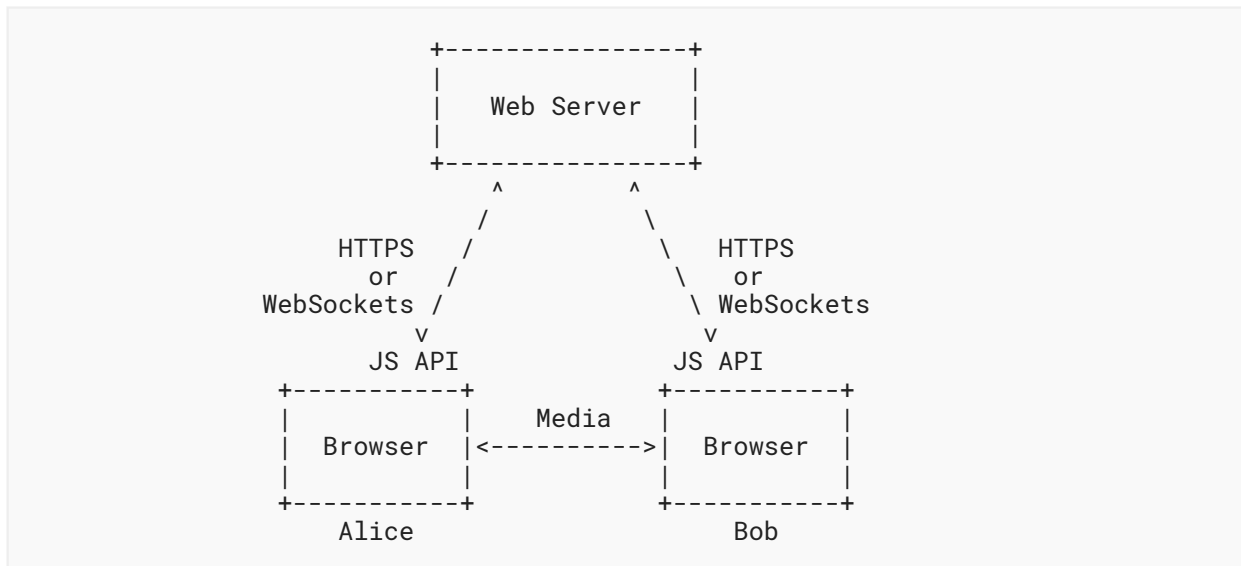 Web Server
HTTPS HTTPS
or or
WebSockets WebSockets
JS API JS API
Media
Browser Browser
Alice Bob